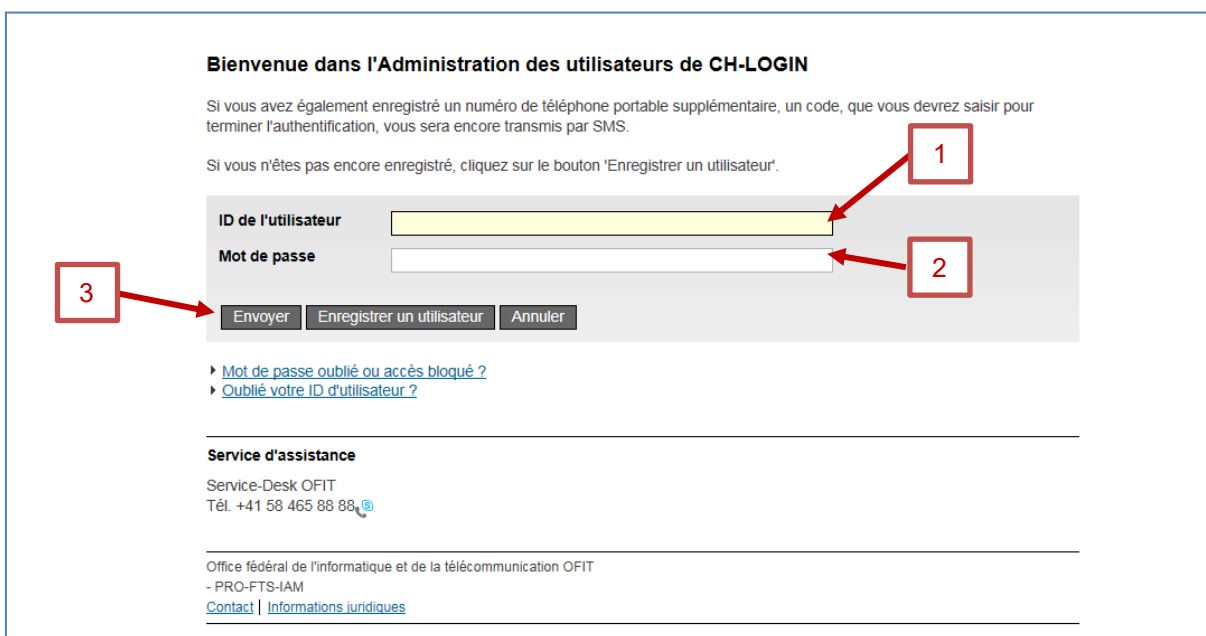 Bienvenue dans l'Administration des utilisateurs de CH-LOGIN
Si vous avez également enregistré un numéro de téléphone portable supplémentaire, un code, que vous devrez saisir pour
terminer l'authentification, vous sera encore transmis par SMS.
1
Si vous n'êtes pas encore enregistré, cliquez sur le bouton 'Enregistrer un utilisateur'.
ID de l'utilisateur
Mot de passe
2
3
Envoyer Enregistrer un utilisateur Annuler
Mot de passe oublié ou accès bloqué ?
Oublié votre ID d'utilisateur ?
Service d'assistance
Service-Desk OFIT
Tél. +41 58 465 88 88
Office fédéral de l'informatique et de la télécommunication OFIT
- PRO-FTS-IAM
Contact | Informations juridiques